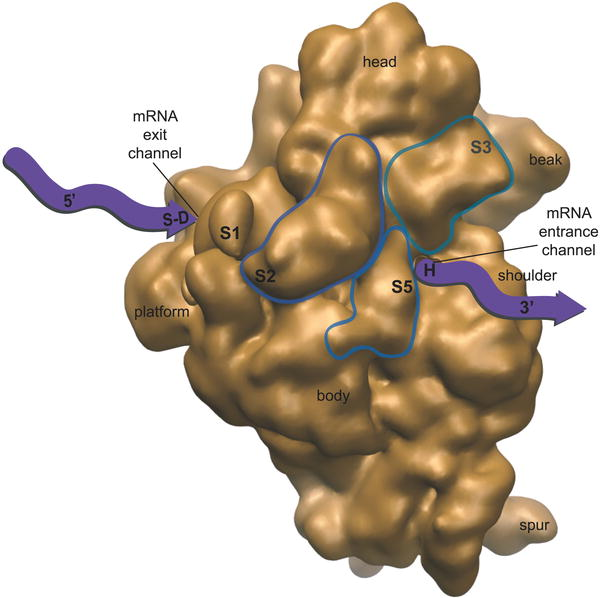 head
mRNA
exit
channel
S3
beak
5'
S-D
S1
mRNA
entrance
channel
S2
S5
H
shoulder
platform
3'
body
spur